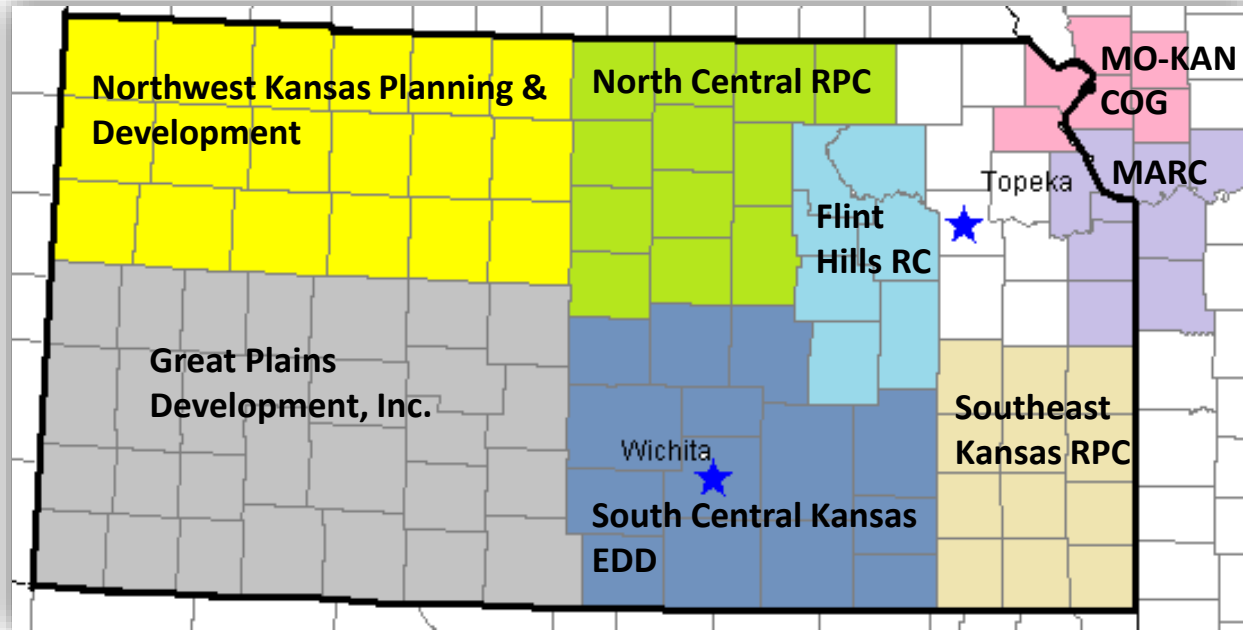 Northwest Kansas Planning &
Development
North Central RPC
MO-KAN
COG
MARC
Topeka
Flint
Hills RC
Great Plains
Development, Inc.
Southeast
Kansas RPC
Wichita
South Central Kansas
EDD